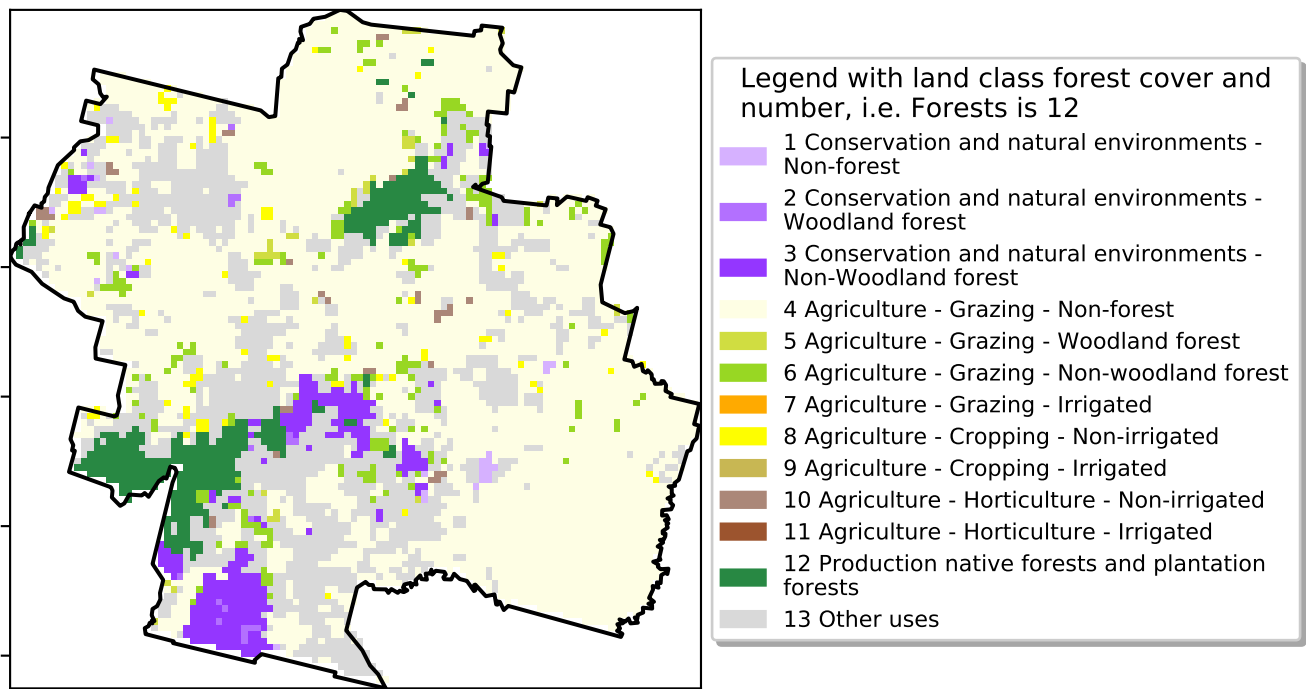 Legend with land class forest cover and
number, i.e. Forests is 12
1 Conservation and natural environments -
Non-forest
2 Conservation and natural environments -
Woodland forest
3 Conservation and natural environments -
Non-Woodland forest
4 Agriculture - Grazing - Non-forest
5 Agriculture - Grazing - Woodland forest
6 Agriculture - Grazing - Non-woodland forest
7 Agriculture - Grazing - Irrigated
8 Agriculture - Cropping - Non-irrigated
9 Agriculture - Cropping - Irrigated
10 Agriculture - Horticulture - Non-irrigated
11 Agriculture - Horticulture - Irrigated
12 Production native forests and plantation
forests
13 Other uses